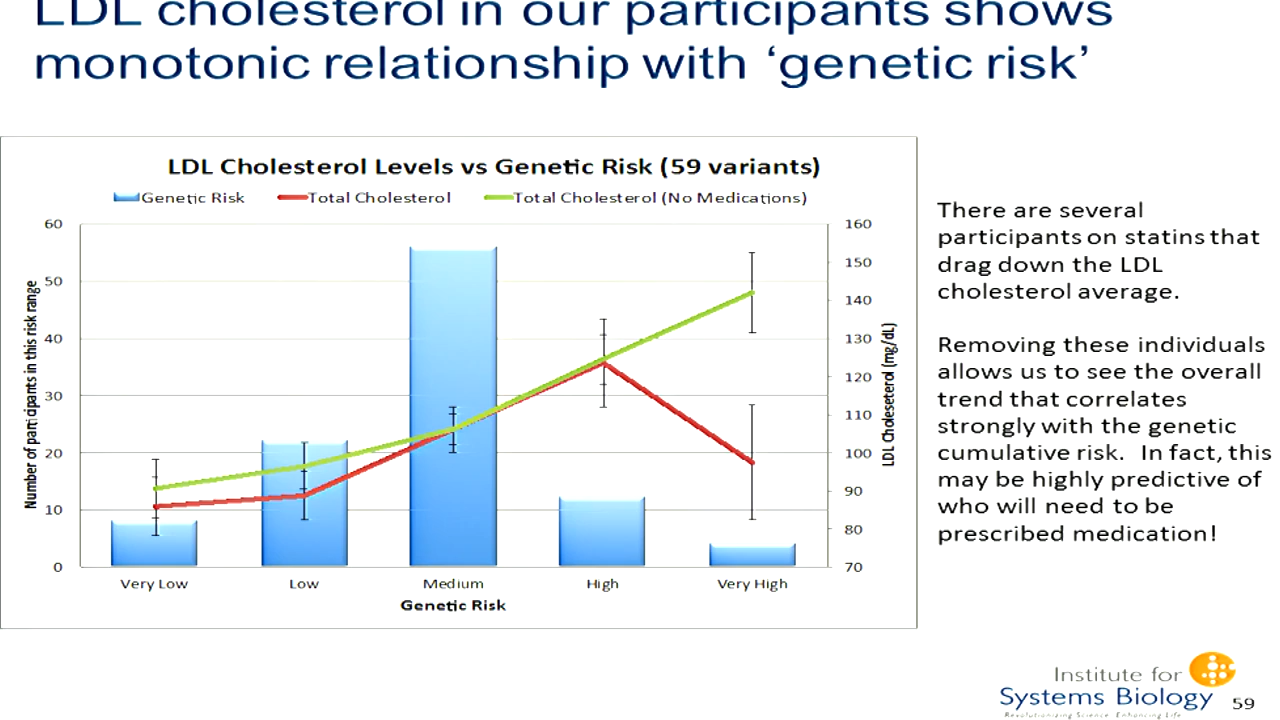 LDL cholesterol in our participants shows
monotonic relationship with ‘genetic risk’
LDL Cholesterol Levels vs Genetic Risk (59 variants)
Genetic Risk Total Cholesterol Total Cholesterol (No Medications)
60
50
40
30
20
10
0
Number of participants in this risk range
160
150
140
130
120
110
100
90
80
70
LDL Choleseterol (mg/dL)
Very Low Low Medium High Very High
Genetic Risk
There are several
participants on statins that
drag down the LDL
cholesterol average.
Removing these individuals
allows us to see the overall
trend that correlates
strongly with the genetic
cumulative risk. In fact, this
may be highly predictive of
who will need to be
prescribed medication!
Institute for
Systems Biology
Revolutionizing Science. Enhancing Life.
59